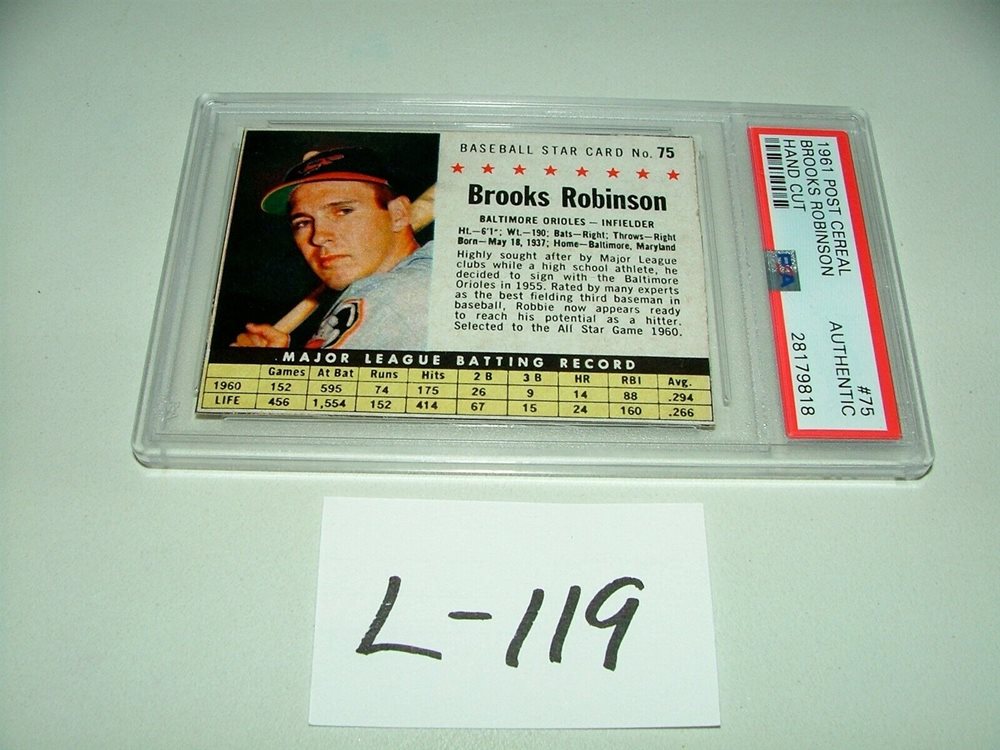 BASEBALL STAR CARD No. 75
Brooks Robinson
BALTIMORE ORIOLES — INFIELDER
Ht.—6'1"; Wt.—190; Bats—Right; Throws—Right
Born—May 18, 1937; Home—Baltimore, Maryland
Highly sought after by Major League
clubs while a high school athlete, he
decided to sign with the Baltimore
Orioles in 1955. Rated by many experts
as the best fielding third baseman in
baseball, Robbie now appears ready
to reach his potential as a hitter.
Selected to the All Star Game 1960.
MAJOR LEAGUE BATTING RECORD
Games At Bat Runs Hits 2 B 3 B HR RBI Avg.
1960 152 595 74 175 26 9 14 88 .294
LIFE 456 1,554 152 414 67 15 24 160 .266
1961 POST CEREAL #75
BROOKS ROBINSON AUTHENTIC
HAND CUT
PSA 28179818
L-119